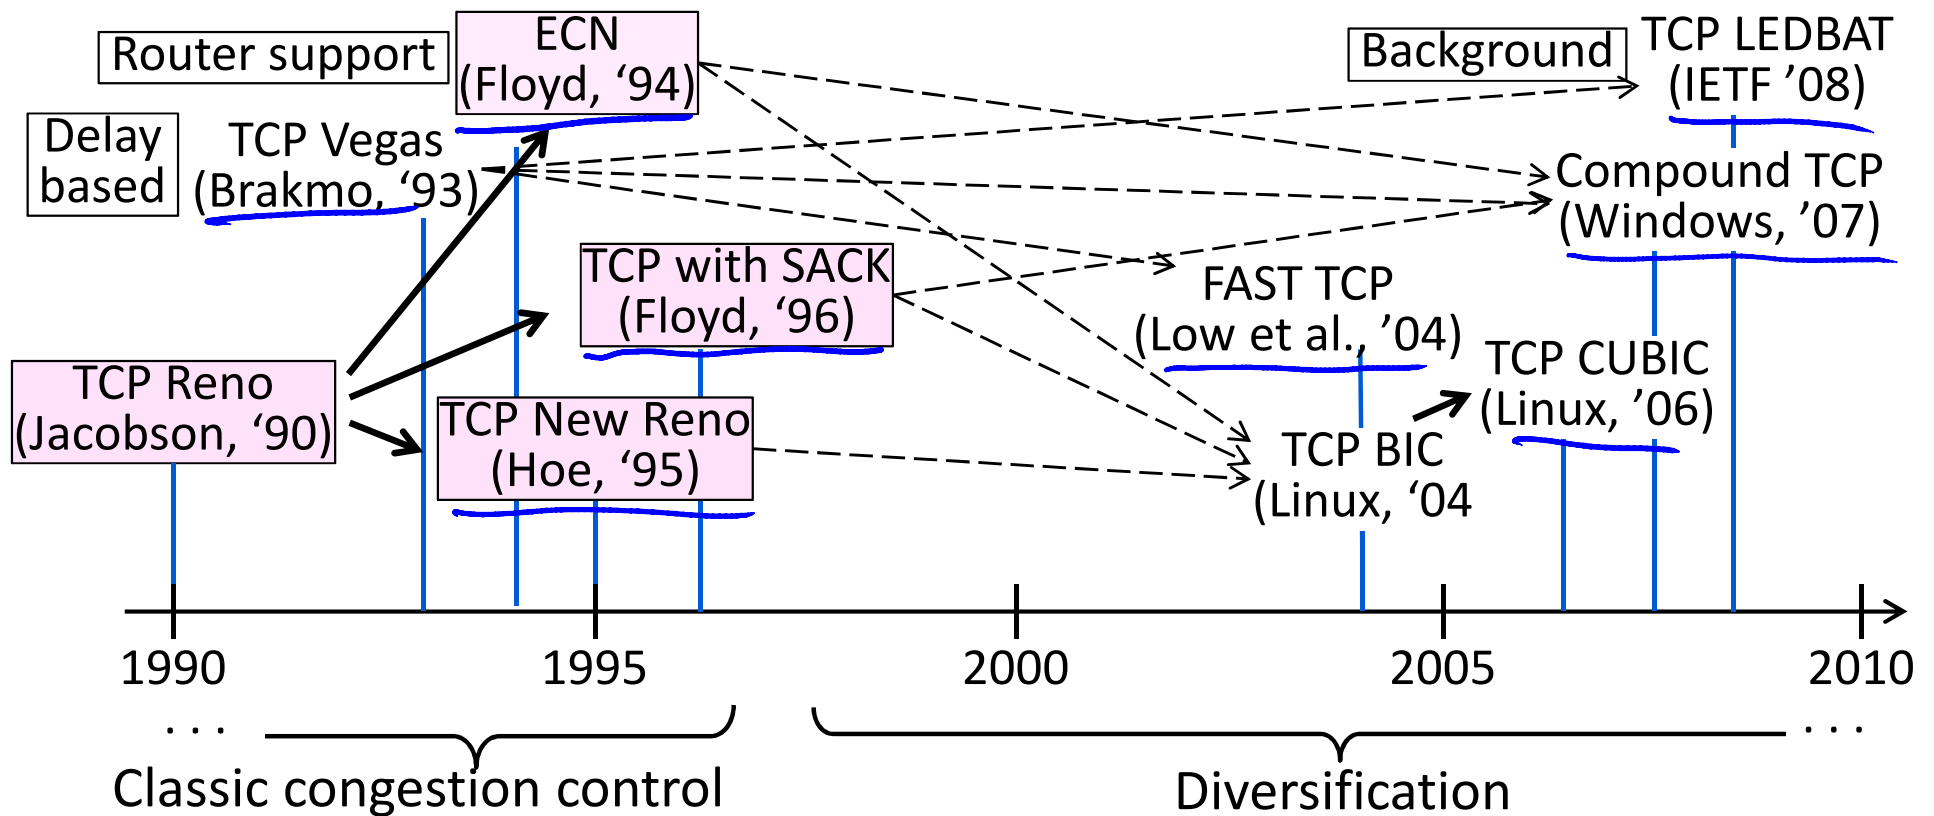 Router support
ECN
(Floyd, ‘94)
Background
TCP LEDBAT
(IETF ’08)
Delay
based
TCP Vegas
(Brakmo, ‘93)
Compound TCP
(Windows, ’07)
TCP with SACK
(Floyd, ‘96)
FAST TCP
(Low et al., ’04)
TCP Reno
(Jacobson, ‘90)
TCP New Reno
(Hoe, ‘95)
TCP CUBIC
(Linux, ’06)
TCP BIC
(Linux, ‘04
1990
1995
2000
2005
2010
. . .
. . .
Classic congestion control
Diversification